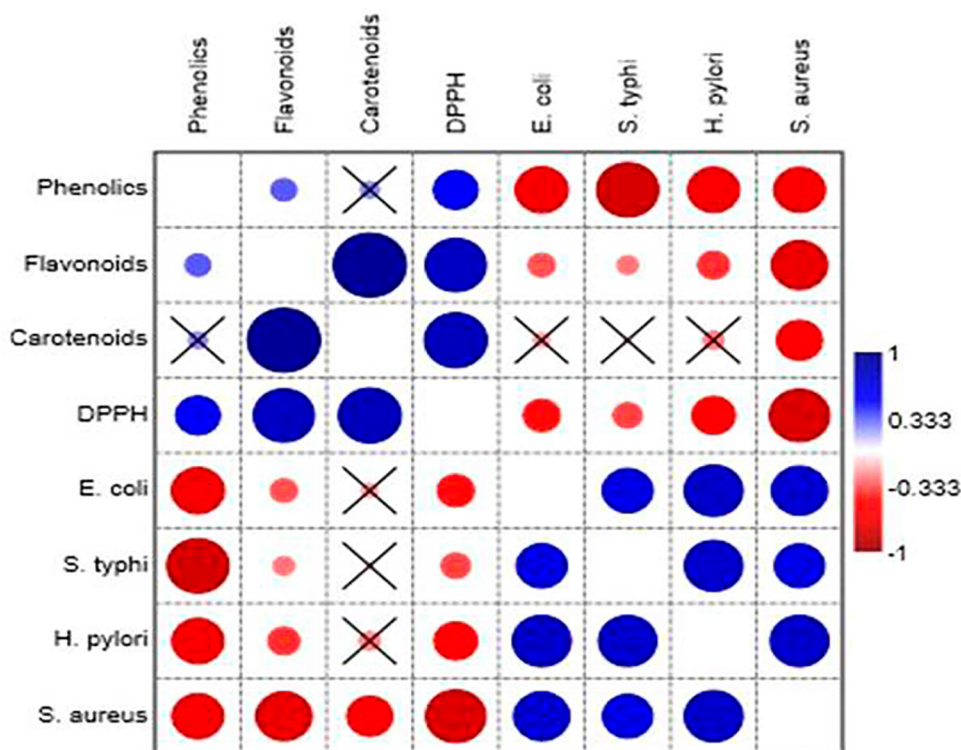 Phenolics
Flavonoids
Carotenoids
DPPH
E. coli
S. typhi
H. pylori
S. aureus
Phenolics
Flavonoids
Carotenoids
DPPH
E. coli
S. typhi
H. pylori
S. aureus
1
0.333
-0.333
-1